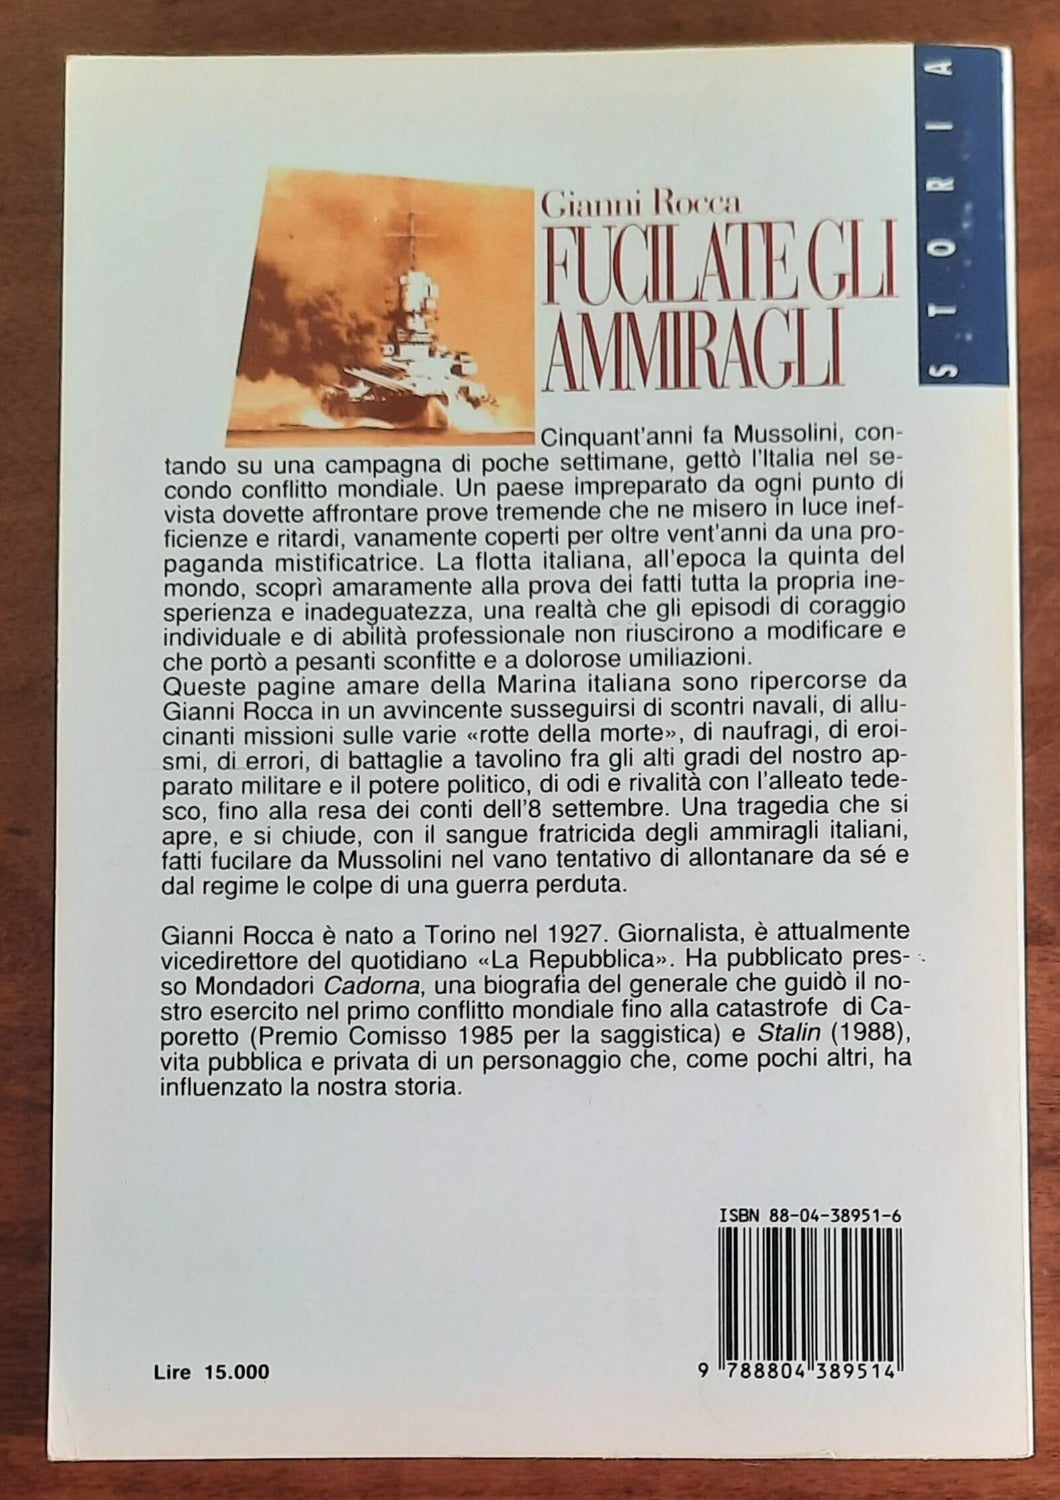 STORIA
Gianni Rocca
FUCILATE GLI
AMMIRAGLI
Cinquant'anni fa Mussolini, con-
tando su una campagna di poche settimane, gettò l'Italia nel se-
condo conflitto mondiale. Un paese impreparato da ogni punto di
vista dovette affrontare prove tremende che ne misero in luce inef-
ficienze e ritardi, vanamente coperti per oltre vent'anni da una pro-
paganda mistificatrice. La flotta italiana, all'epoca la quinta del
mondo, scoprì amaramente alla prova dei fatti tutta la propria ine-
sperienza e inadeguatezza, una realtà che gli episodi di coraggio
individuale e di abilità professionale non riuscirono a modificare e
che portò a pesanti sconfitte e a dolorose umiliazioni.
Queste pagine amare della Marina italiana sono ripercorse da
Gianni Rocca in un avvincente susseguirsi di scontri navali, di allu-
cinanti missioni sulle varie «rotte della morte», di naufragi, di eroi-
smi, di errori, di battaglie a tavolino fra gli alti gradi del nostro ap-
parato militare e il potere politico, di odi e rivalità con l'alleato tede-
sco, fino alla resa dei conti dell'8 settembre. Una tragedia che si
apre, e si chiude, con il sangue fratricida degli ammiragli italiani,
fatti fucilare da Mussolini nel vano tentativo di allontanare da sé e
dal regime le colpe di una guerra perduta.
Gianni Rocca è nato a Torino nel 1927. Giornalista, è attualmente
vicedirettore del quotidiano «La Repubblica». Ha pubblicato pres-
so Mondadori Cadorna, una biografia del generale che guidò il no-
stro esercito nel primo conflitto mondiale fino alla catastrofe di Ca-
poretto (Premio Comisso 1985 per la saggistica) e Stalin (1988),
vita pubblica e privata di un personaggio che, come pochi altri, ha
influenzato la nostra storia.
ISBN 88-04-38951-6
9 788804 389514
Lire 15.000